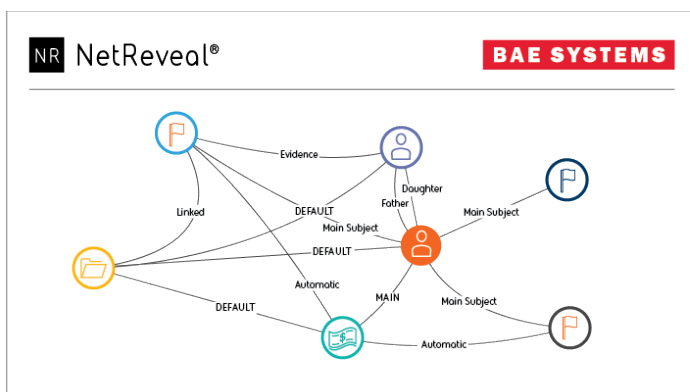 NR NetReveal®
BAE SYSTEMS
Evidence
Daughter
Father
Linked
DEFAULT
Main Subject
Main Subject
DEFAULT
Automatic
MAIN
Main Subject
DEFAULT
$
Automatic